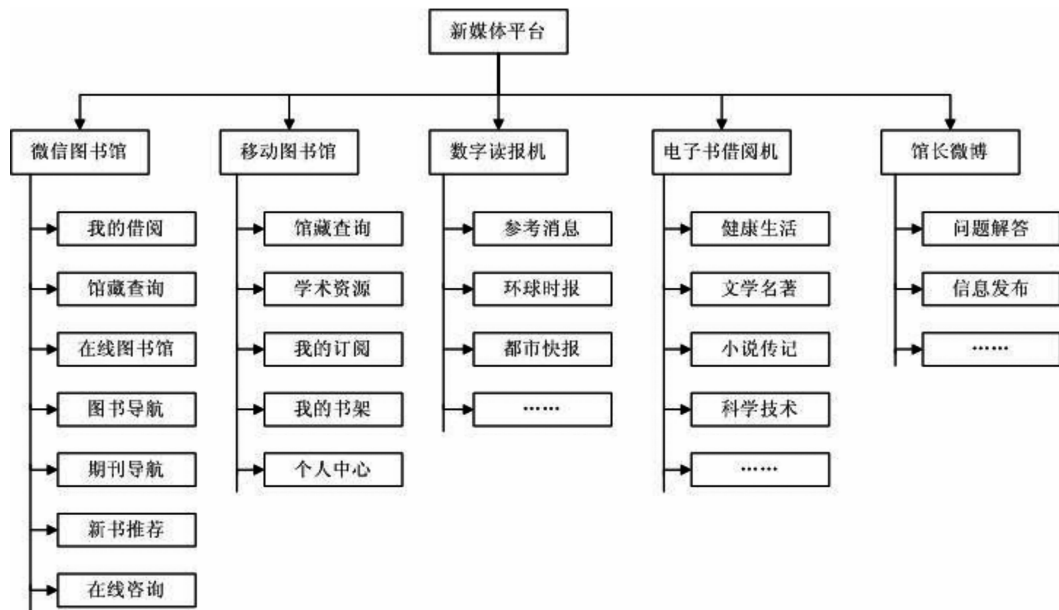 新媒体平台
微信图书馆
移动图书馆
数字读报机
电子书借阅机
馆长微博
我的借阅
馆藏查询
在线图书馆
图书导航
期刊导航
新书推荐
在线咨询
馆藏查询
学术资源
我的订阅
我的书架
个人中心
参考消息
环球时报
都市快报
……
健康生活
文学名著
小说传记
科学技术
……
问题解答
信息发布
……